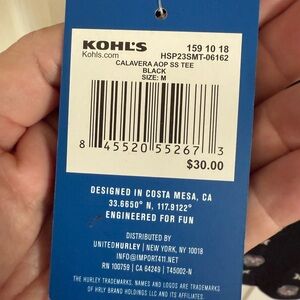 KOHL'S 159 10 18
Kohls.com HSP23SMT-06162
CALAVERA AOP SS TEE
BLACK
SIZE: M
8 45520 55267 3
$30.00
DESIGNED IN COSTA MESA, CA
33.6650° N, 117.9122°
ENGINEERED FOR FUN
DISTRIBUTED BY
UNITEDHURLEY | NEW YORK, NY 10018
INFO@IMPORT411.NET
RN 100759 | CA 64249 | T45002-N
THE HURLEY TRADEMARKS, NAMES AND LOGOS ARE TRADEMARKS
OF HRLY BRAND HOLDINGS LLC AND ITS AFFILIATES.